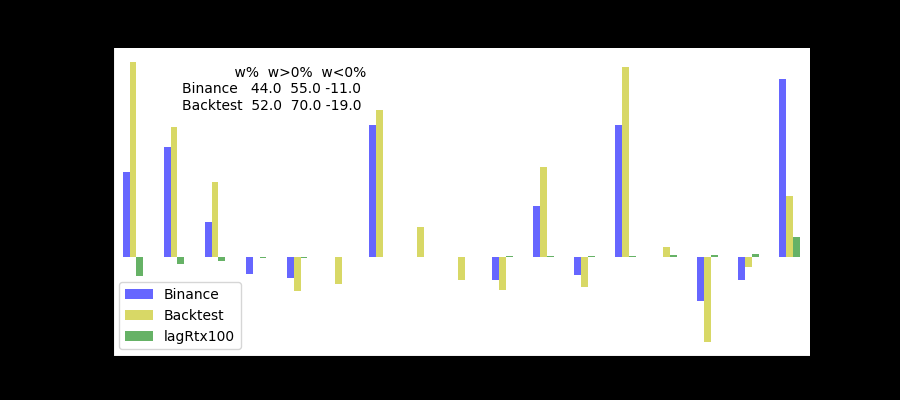 w% w>0% w<0%
Binance 44.0 55.0 -11.0
Backtest 52.0 70.0 -19.0
Binance
Backtest
lagRtx100